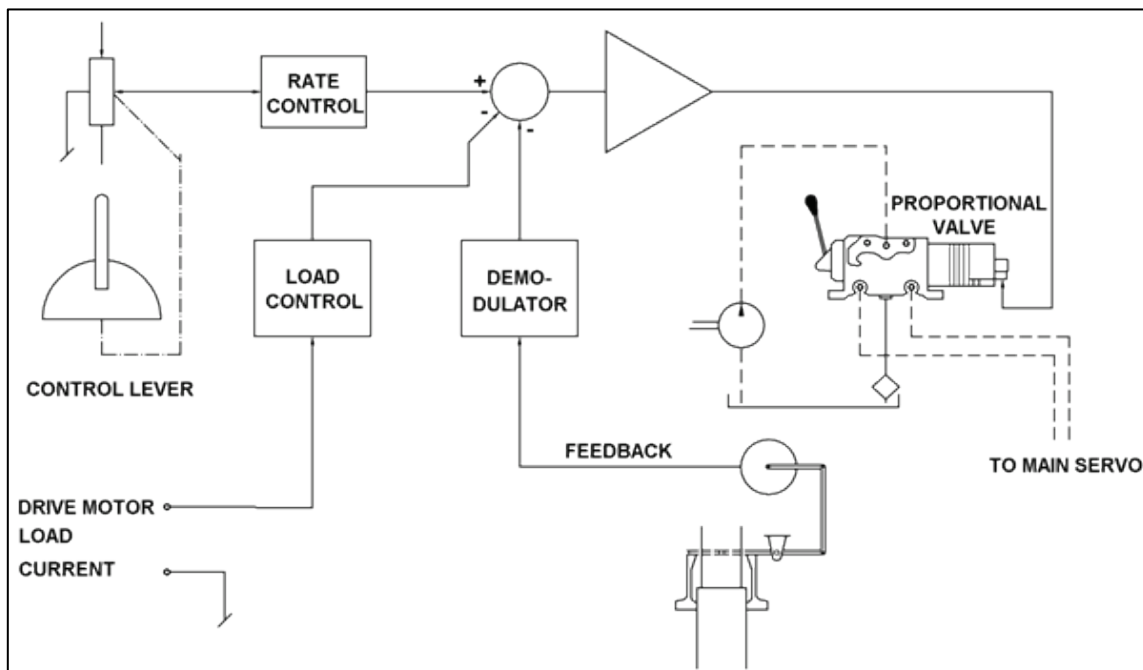 RATE
CONTROL
+
-
-
PROPORTIONAL
VALVE
LOAD
CONTROL
DEMO-
DULATOR
CONTROL LEVER
FEEDBACK
TO MAIN SERVO
DRIVE MOTOR
LOAD
CURRENT